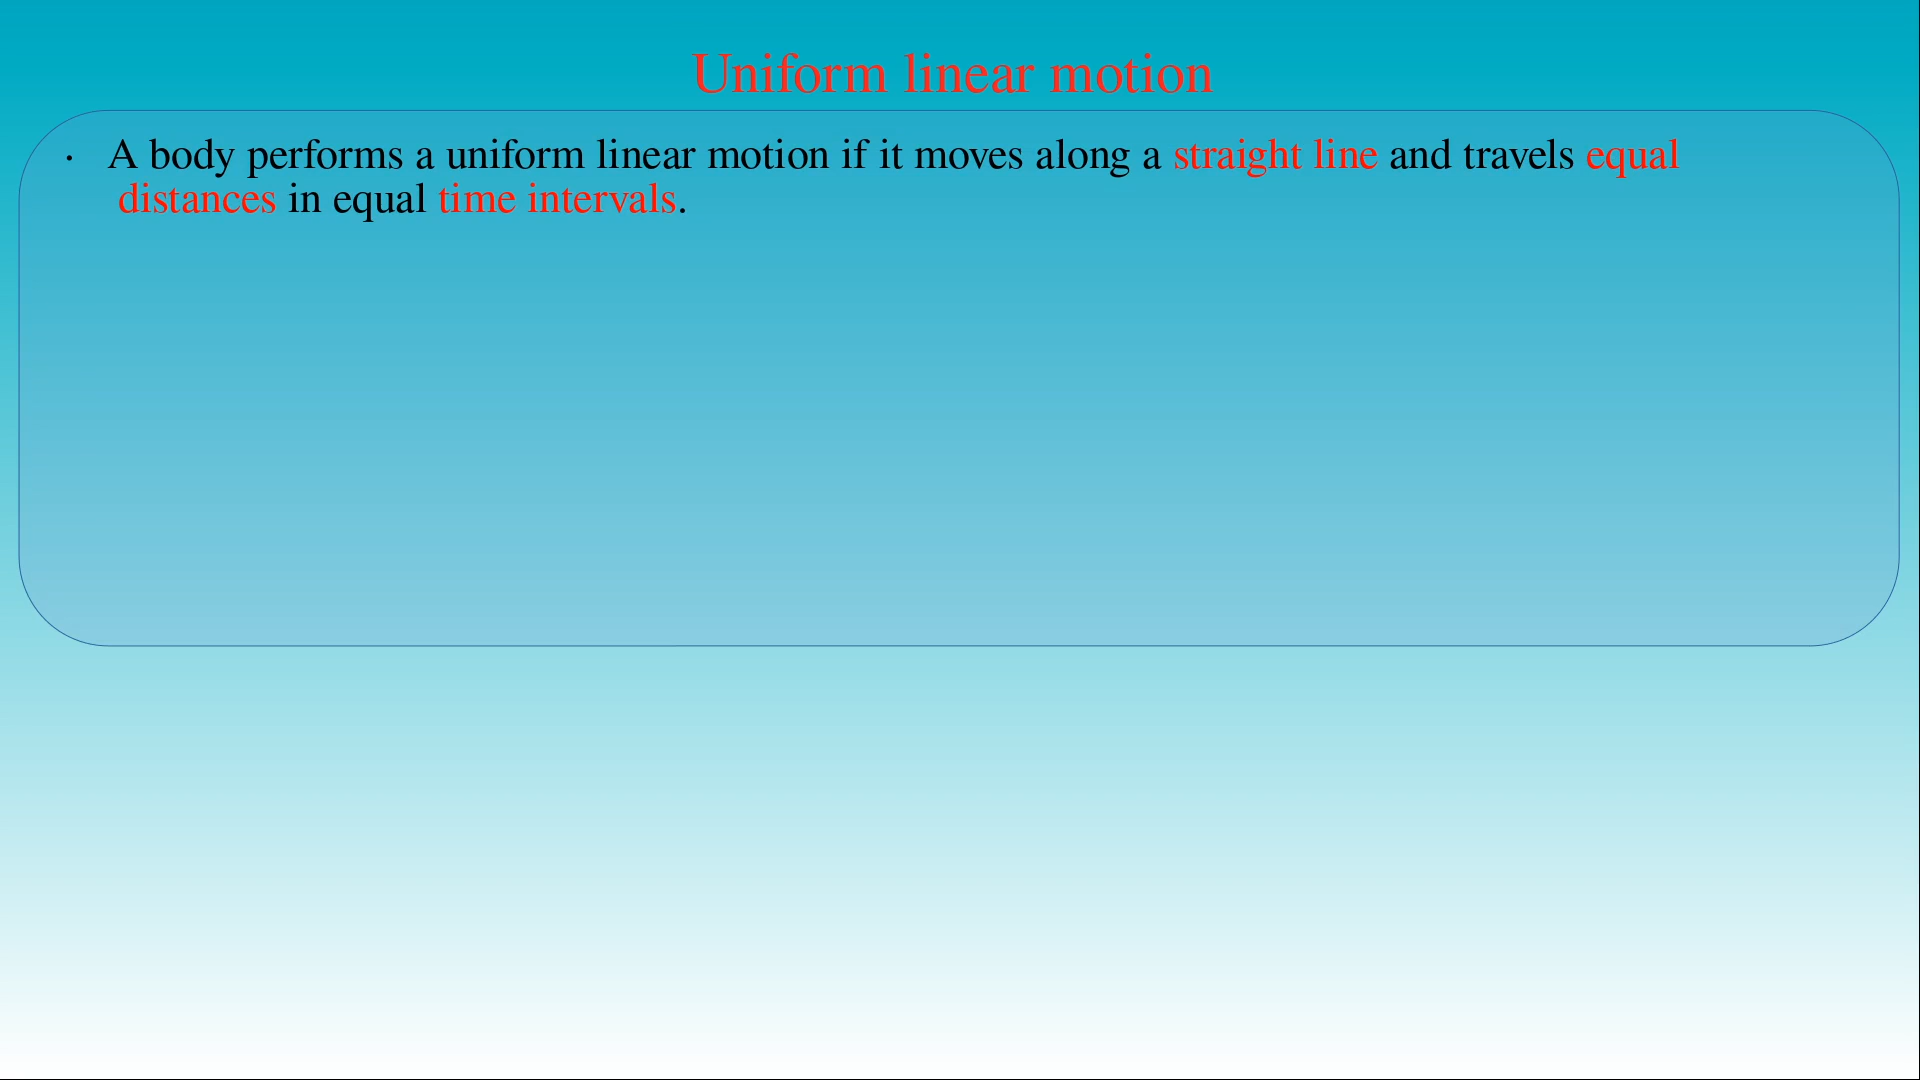 Uniform linear motion
· A body performs a uniform linear motion if it moves along a straight line and travels equal
distances in equal time intervals.